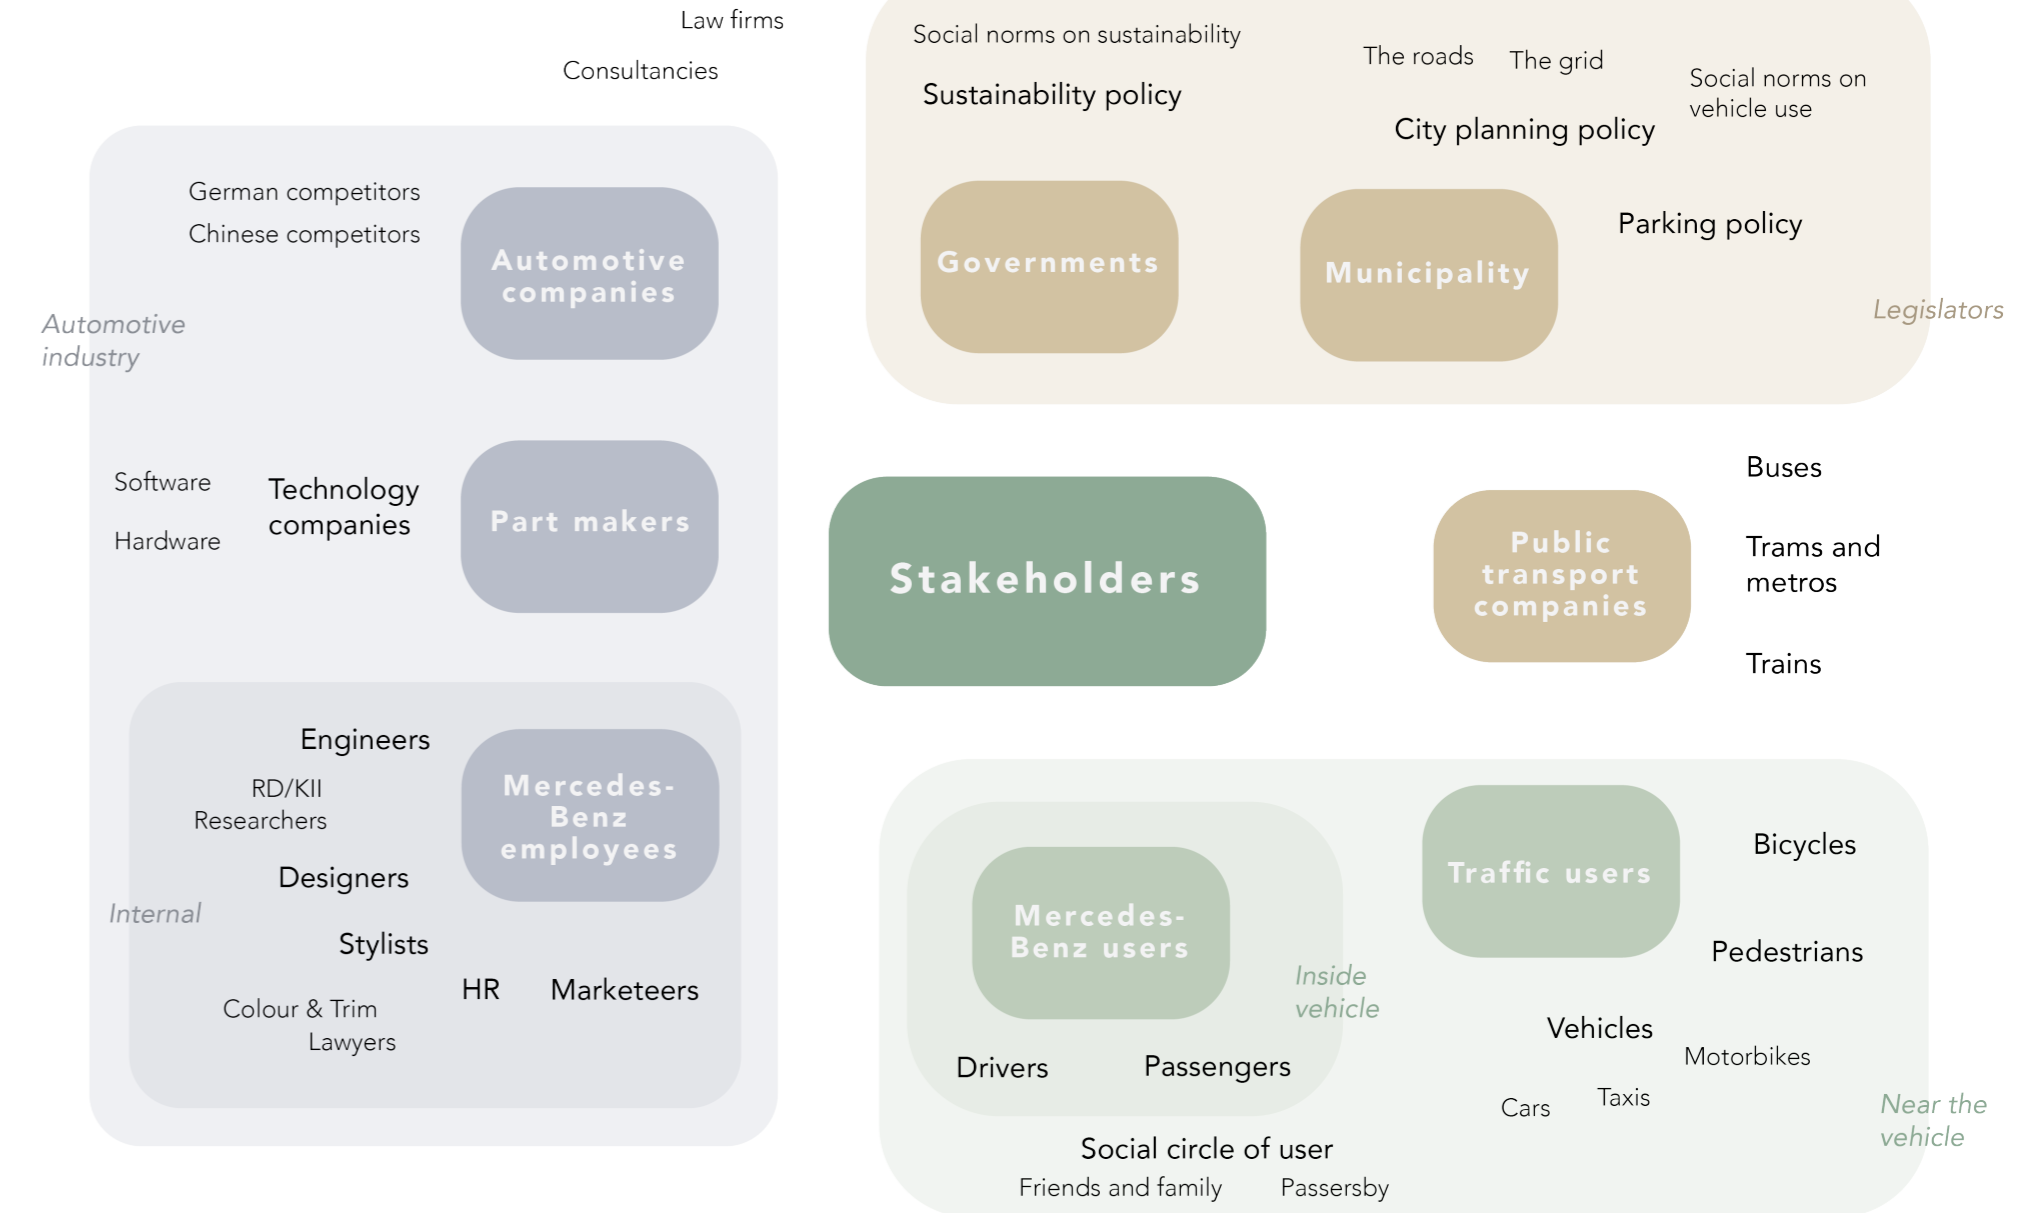 Law firms
Consultancies
German competitors
Chinese competitors
Automotive
companies
Automotive
industry
Software
Hardware
Technology
companies
Part makers
Engineers
RD/KII
Researchers
Designers
Mercedes-
Benz
employees
Internal
Stylists
HR
Marketeers
Colour & Trim
Lawyers
Social norms on sustainability
Sustainability policy
The roads
The grid
Social norms on
vehicle use
City planning policy
Parking policy
Governments
Municipality
Legislators
Stakeholders
Public
transport
companies
Buses
Trams and
metros
Trains
Mercedes-
Benz users
Inside
vehicle
Drivers
Passengers
Social circle of user
Friends and family
Passersby
Traffic users
Bicycles
Pedestrians
Vehicles
Motorbikes
Cars
Taxis
Near the
vehicle